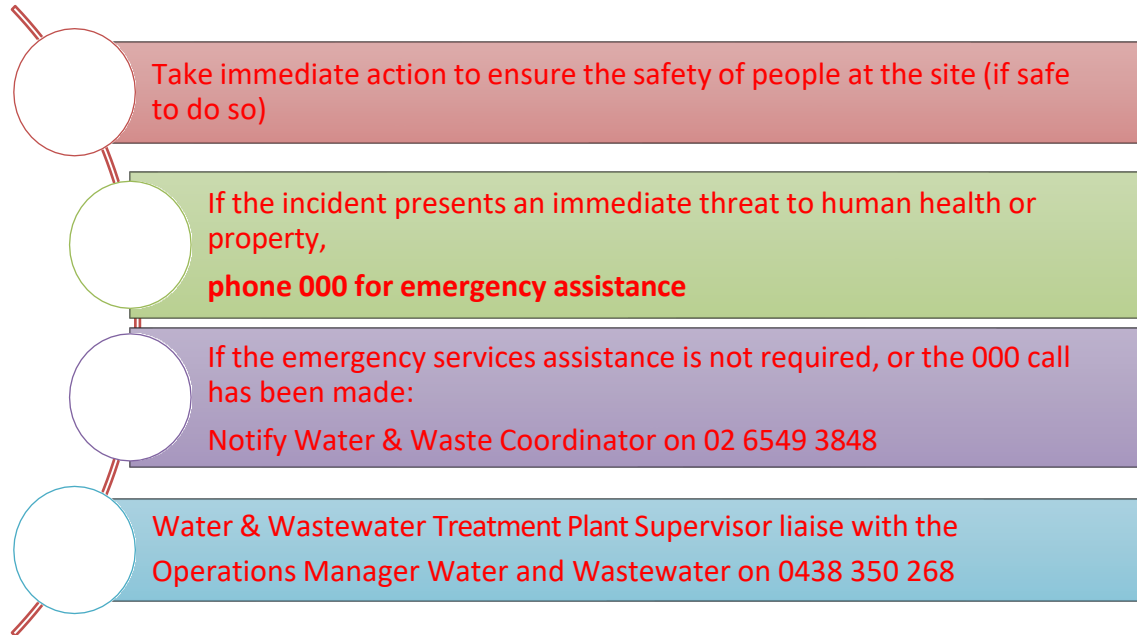 Take immediate action to ensure the safety of people at the site (if safe
to do so)
If the incident presents an immediate threat to human health or
property,
phone 000 for emergency assistance
If the emergency services assistance is not required, or the 000 call
has been made:
Notify Water & Waste Coordinator on 02 6549 3848
Water & Wastewater Treatment Plant Supervisor liaise with the
Operations Manager Water and Wastewater on 0438 350 268